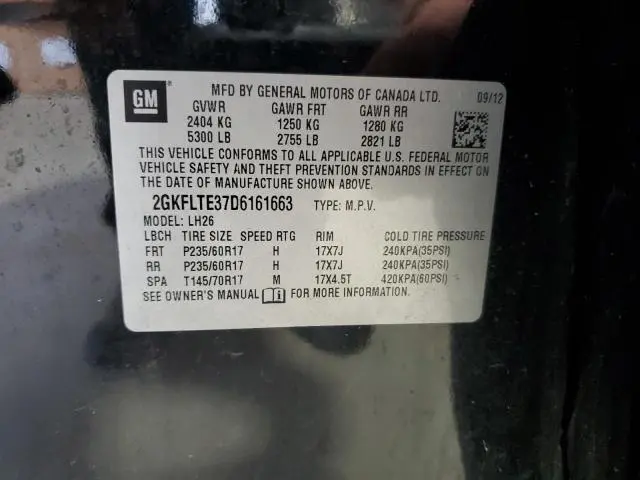 GM
MFD BY GENERAL MOTORS OF CANADA LTD. 09/12
GVWR GAWR FRT GAWR RR
2404 KG 1250 KG 1280 KG
5300 LB 2755 LB 2821 LB
THIS VEHICLE CONFORMS TO ALL APPLICABLE U.S. FEDERAL MOTOR
VEHICLE SAFETY AND THEFT PREVENTION STANDARDS IN EFFECT ON
THE DATE OF MANUFACTURE SHOWN ABOVE.
2GKFLTE37D6161663 TYPE: M.P.V.
MODEL: LH26
LBCH TIRE SIZE SPEED RTG RIM COLD TIRE PRESSURE
FRT P235/60R17 H 17X7J 240KPA(35PSI)
RR P235/60R17 H 17X7J 240KPA(35PSI)
SPA T145/70R17 M 17X4.5T 420KPA(60PSI)
SEE OWNER'S MANUAL i FOR MORE INFORMATION.